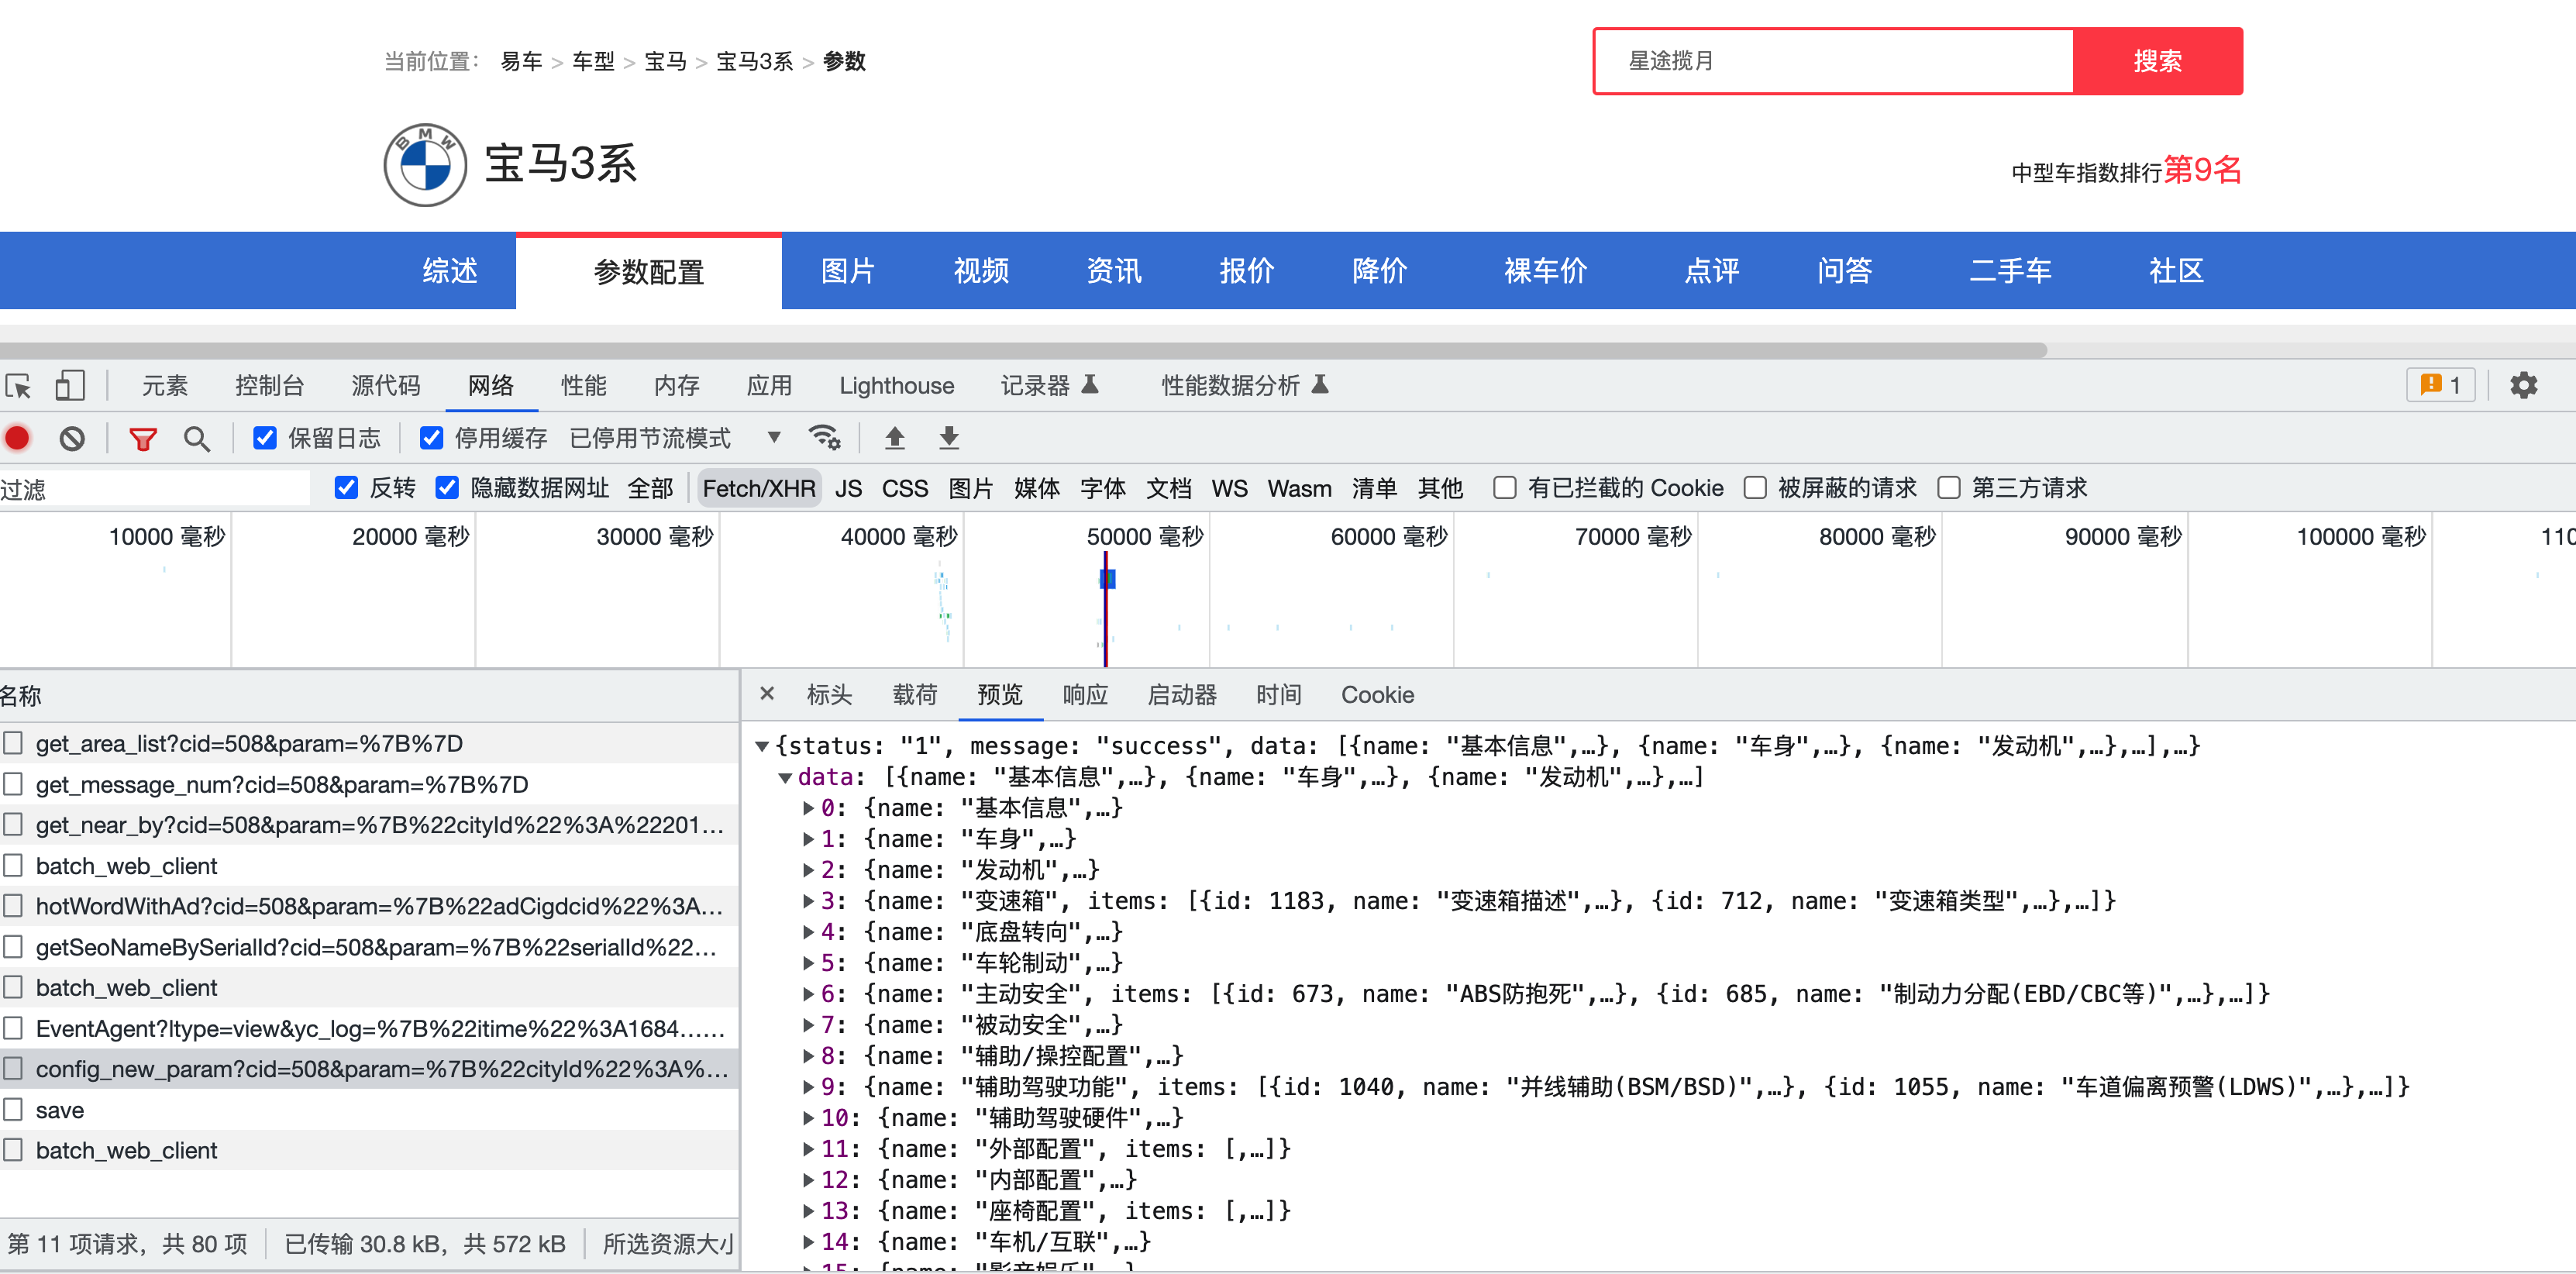 当前位置： 易车 > 车型 > 宝马 > 宝马3系 > 参数
星途揽月 搜索
BMW 宝马3系
中型车指数排行第9名
综述 参数配置 图片 视频 资讯 报价 降价 裸车价 点评 问答 二手车 社区
元素 控制台 源代码 网络 性能 内存 应用 Lighthouse 记录器 性能数据分析 1
保留日志 停用缓存 已停用节流模式
过滤 反转 隐藏数据网址 全部 Fetch/XHR JS CSS 图片 媒体 字体 文档 WS Wasm 清单 其他 有已拦截的 Cookie 被屏蔽的请求 第三方请求
10000 毫秒 20000 毫秒 30000 毫秒 40000 毫秒 50000 毫秒 60000 毫秒 70000 毫秒 80000 毫秒 90000 毫秒 100000 毫秒 110
名称
get_area_list?cid=508&param=%7B%7D
get_message_num?cid=508&param=%7B%7D
get_near_by?cid=508&param=%7B%22cityId%22%3A%22201…
batch_web_client
hotWordWithAd?cid=508&param=%7B%22adCigdcid%22%3A…
getSeoNameBySerialId?cid=508&param=%7B%22serialId%22…
batch_web_client
EventAgent?ltype=view&yc_log=%7B%22itime%22%3A1684……
config_new_param?cid=508&param=%7B%22cityId%22%3A%…
save
batch_web_client
第 11 项请求，共 80 项 已传输 30.8 kB，共 572 kB 所选资源大小
× 标头 载荷 预览 响应 启动器 时间 Cookie
{status: "1", message: "success", data: [{name: "基本信息",…}, {name: "车身",…}, {name: "发动机",…},…],…}
data: [{name: "基本信息",…}, {name: "车身",…}, {name: "发动机",…},…]
0: {name: "基本信息",…}
1: {name: "车身",…}
2: {name: "发动机",…}
3: {name: "变速箱", items: [{id: 1183, name: "变速箱描述",…}, {id: 712, name: "变速箱类型",…},…]}
4: {name: "底盘转向",…}
5: {name: "车轮制动",…}
6: {name: "主动安全", items: [{id: 673, name: "ABS防抱死",…}, {id: 685, name: "制动力分配(EBD/CBC等)",…},…]}
7: {name: "被动安全",…}
8: {name: "辅助/操控配置",…}
9: {name: "辅助驾驶功能", items: [{id: 1040, name: "并线辅助(BSM/BSD)",…}, {id: 1055, name: "车道偏离预警(LDWS)",…},…]}
10: {name: "辅助驾驶硬件",…}
11: {name: "外部配置", items: [,…]}
12: {name: "内部配置",…}
13: {name: "座椅配置", items: [,…]}
14: {name: "车机/互联",…}
15: {name: "影音娱乐",…}